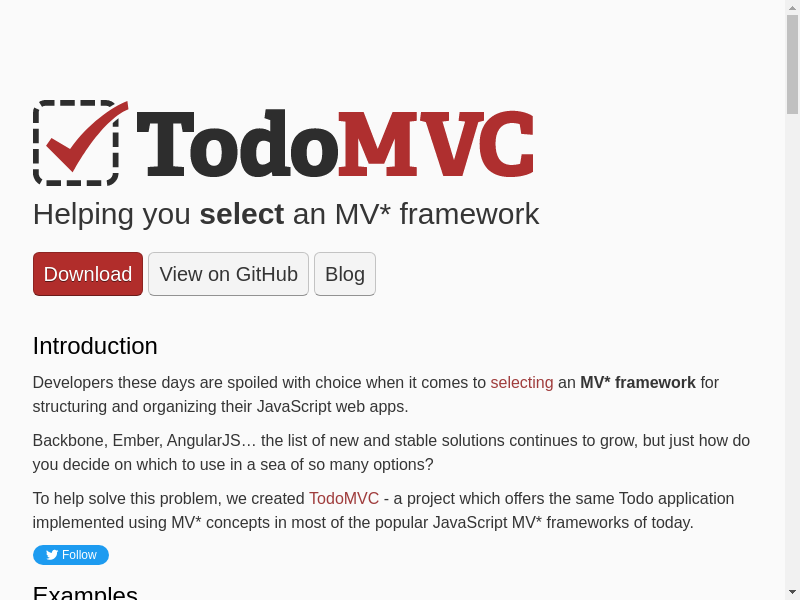 TodoMVC
Helping you select an MV* framework
Download View on GitHub Blog
Introduction
Developers these days are spoiled with choice when it comes to selecting an MV* framework for
structuring and organizing their JavaScript web apps.
Backbone, Ember, AngularJS… the list of new and stable solutions continues to grow, but just how do
you decide on which to use in a sea of so many options?
To help solve this problem, we created TodoMVC - a project which offers the same Todo application
implemented using MV* concepts in most of the popular JavaScript MV* frameworks of today.
Follow
Examples